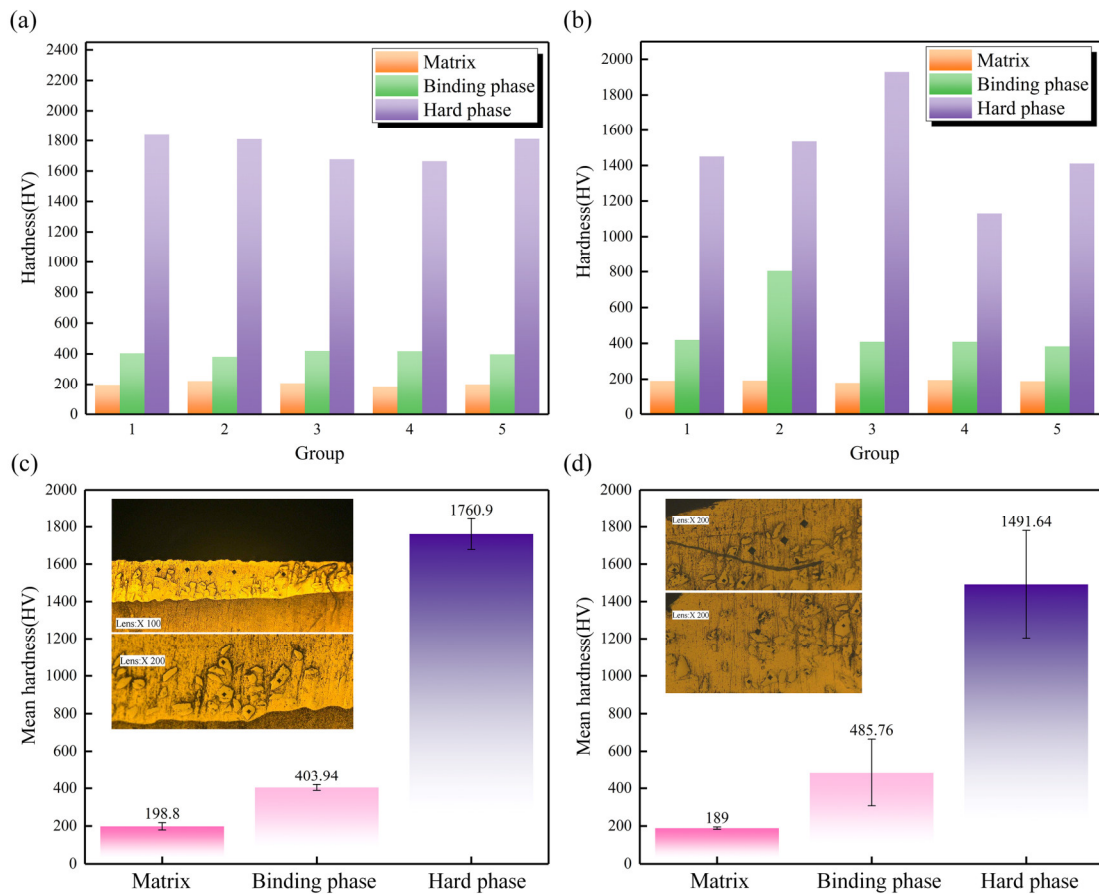 (a)
2400
2200
2000
1800
1600
1400
1200
1000
800
600
400
200
0
Hardness(HV)
Matrix
Binding phase
Hard phase
1 2 3 4 5
Group
(b)
2000
1800
1600
1400
1200
1000
800
600
400
200
0
Hardness(HV)
Matrix
Binding phase
Hard phase
1 2 3 4 5
Group
(c)
2000
1800
1600
1400
1200
1000
800
600
400
200
0
Mean hardness(HV)
Lens:X 100
Lens:X200
198.8
403.94
1760.9
Matrix Binding phase Hard phase
(d)
2000
1800
1600
1400
1200
1000
800
600
400
200
0
Mean hardness(HV)
Lens:X 200
Lens:X 200
189
485.76
1491.64
Matrix Binding phase Hard phase